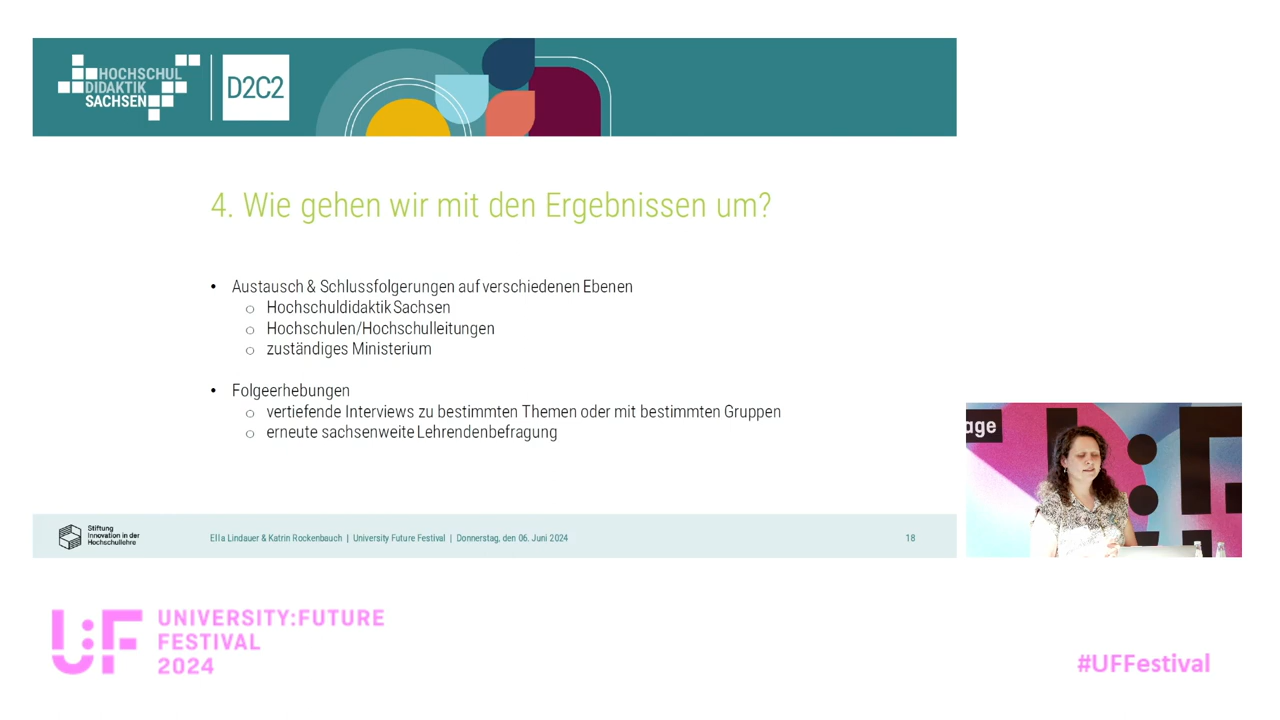 HOCHSCHUL
DIDAKTIK
SACHSEN
D2C2
4. Wie gehen wir mit den Ergebnissen um?
• Austausch & Schlussfolgerungen auf verschiedenen Ebenen
o Hochschuldidaktik Sachsen
o Hochschulen/Hochschulleitungen
o zuständiges Ministerium
• Folgeerhebungen
o vertiefende Interviews zu bestimmten Themen oder mit bestimmten Gruppen
o erneute sachsenweite Lehrendenbefragung
age
Stiftung
Innovation in der
Hochschullehre
Ella Lindauer & Katrin Rockenbauch | University Future Festival | Donnerstag, den 06. Juni 2024
18
U:F
UNIVERSITY:FUTURE
FESTIVAL
2024
#UFFestival